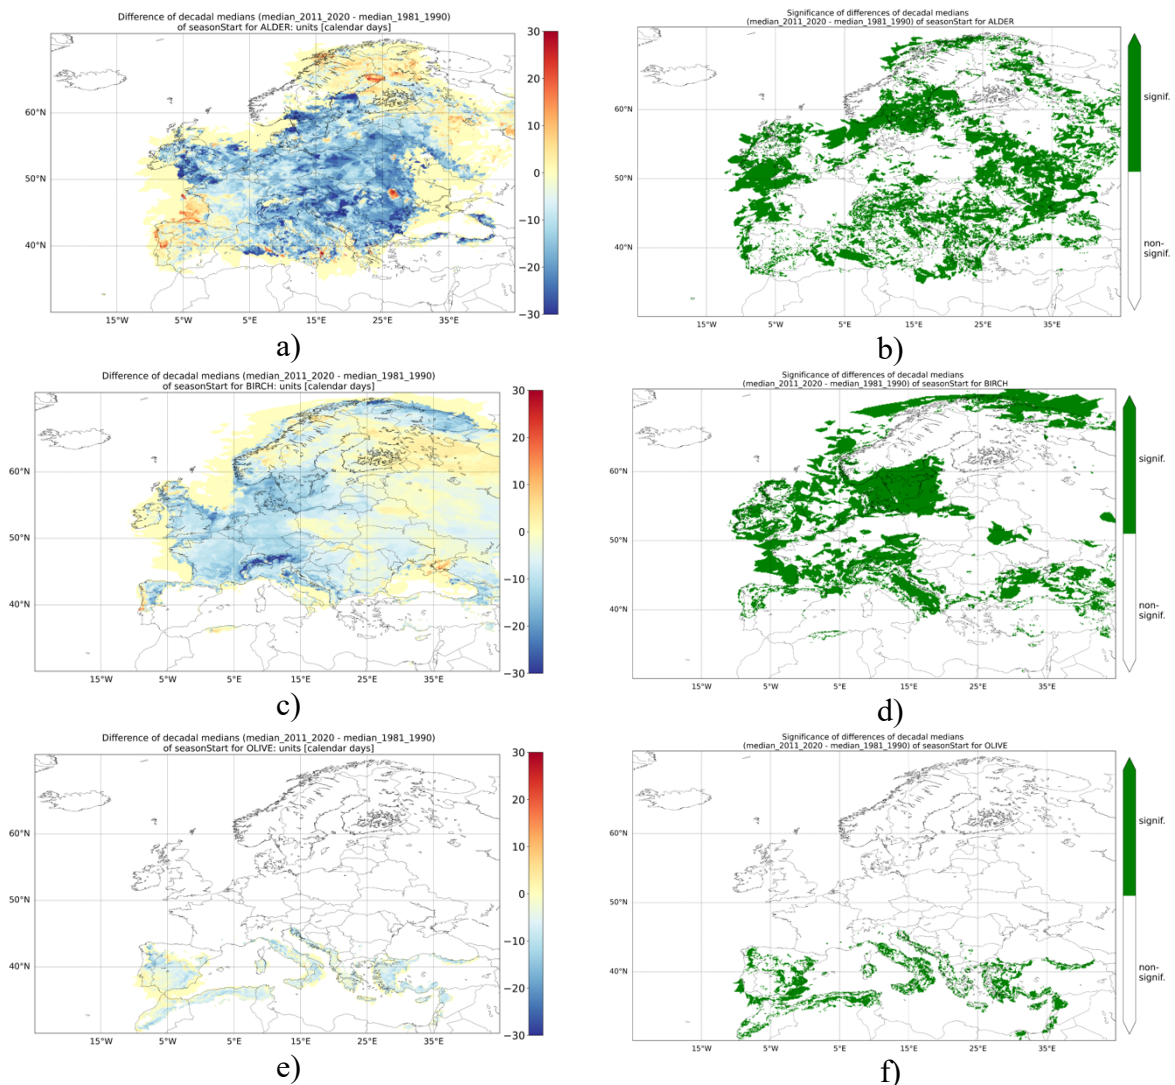 Difference of decadal medians (median_2011_2020 - median_1981_1990)
of seasonStart for ALDER: units [calendar days]
60°N
50°N
40°N
15°W
5°W
5°E
15°E
25°E
35°E
30
20
10
0
−10
−20
−30
a)
Significance of differences of decadal medians
(median_2011_2020 - median_1981_1990) of seasonStart for ALDER
60°N
50°N
40°N
15°W
5°W
5°E
15°E
25°E
35°E
signif.
non-
signif.
b)
Difference of decadal medians (median_2011_2020 - median_1981_1990)
of seasonStart for BIRCH: units [calendar days]
60°N
50°N
40°N
15°W
5°W
5°E
15°E
25°E
35°E
30
20
10
0
−10
−20
−30
c)
Significance of differences of decadal medians
(median_2011_2020 - median_1981_1990) of seasonStart for BIRCH
60°N
50°N
40°N
15°W
5°W
5°E
15°E
25°E
35°E
signif.
non-
signif.
d)
Difference of decadal medians (median_2011_2020 - median_1981_1990)
of seasonStart for OLIVE: units [calendar days]
60°N
50°N
40°N
15°W
5°W
5°E
15°E
25°E
35°E
30
20
10
0
−10
−20
−30
e)
Significance of differences of decadal medians
(median_2011_2020 - median_1981_1990) of seasonStart for OLIVE
60°N
50°N
40°N
15°W
5°W
5°E
15°E
25°E
35°E
signif.
non-
signif.
f)